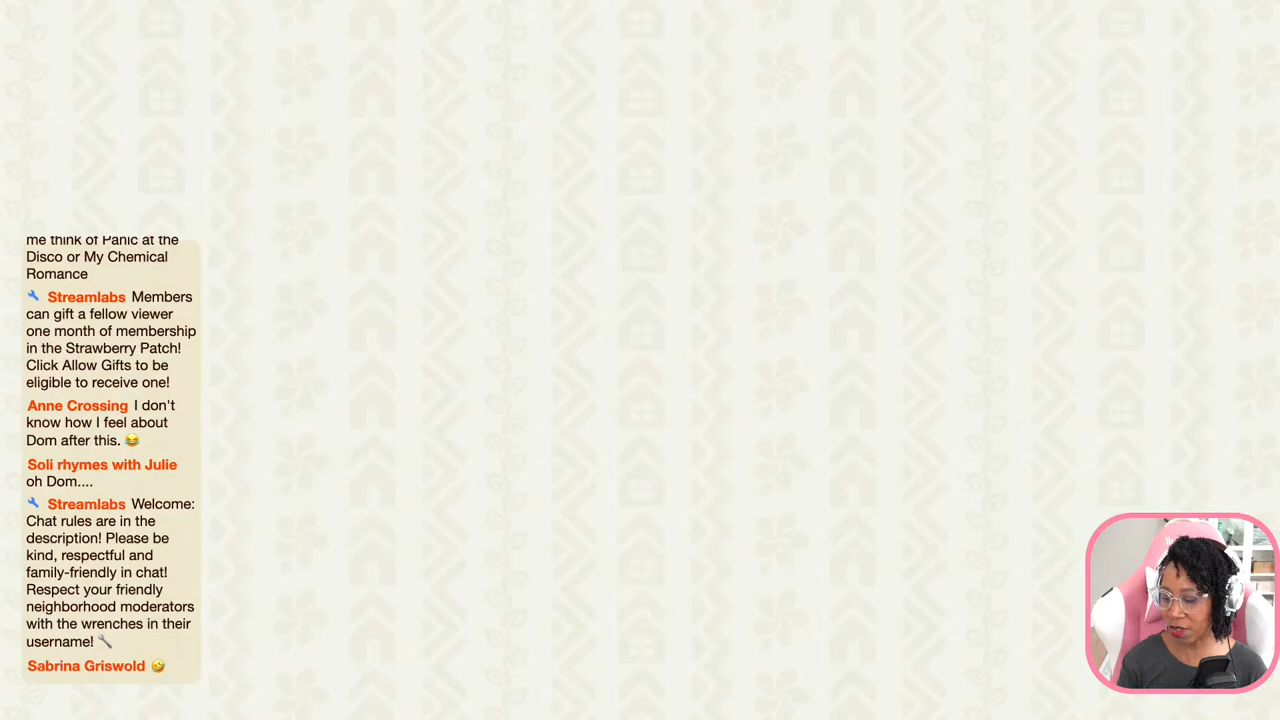 me think of Panic at the
Disco or My Chemical
Romance
Streamlabs Members
can gift a fellow viewer
one month of membership
in the Strawberry Patch!
Click Allow Gifts to be
eligible to receive one!
Anne Crossing I don't
know how I feel about
Dom after this. 😂
Soli rhymes with Julie
oh Dom....
Streamlabs Welcome:
Chat rules are in the
description! Please be
kind, respectful and
family-friendly in chat!
Respect your friendly
neighborhood moderators
with the wrenches in their
username! 🔧
Sabrina Griswold 🤣